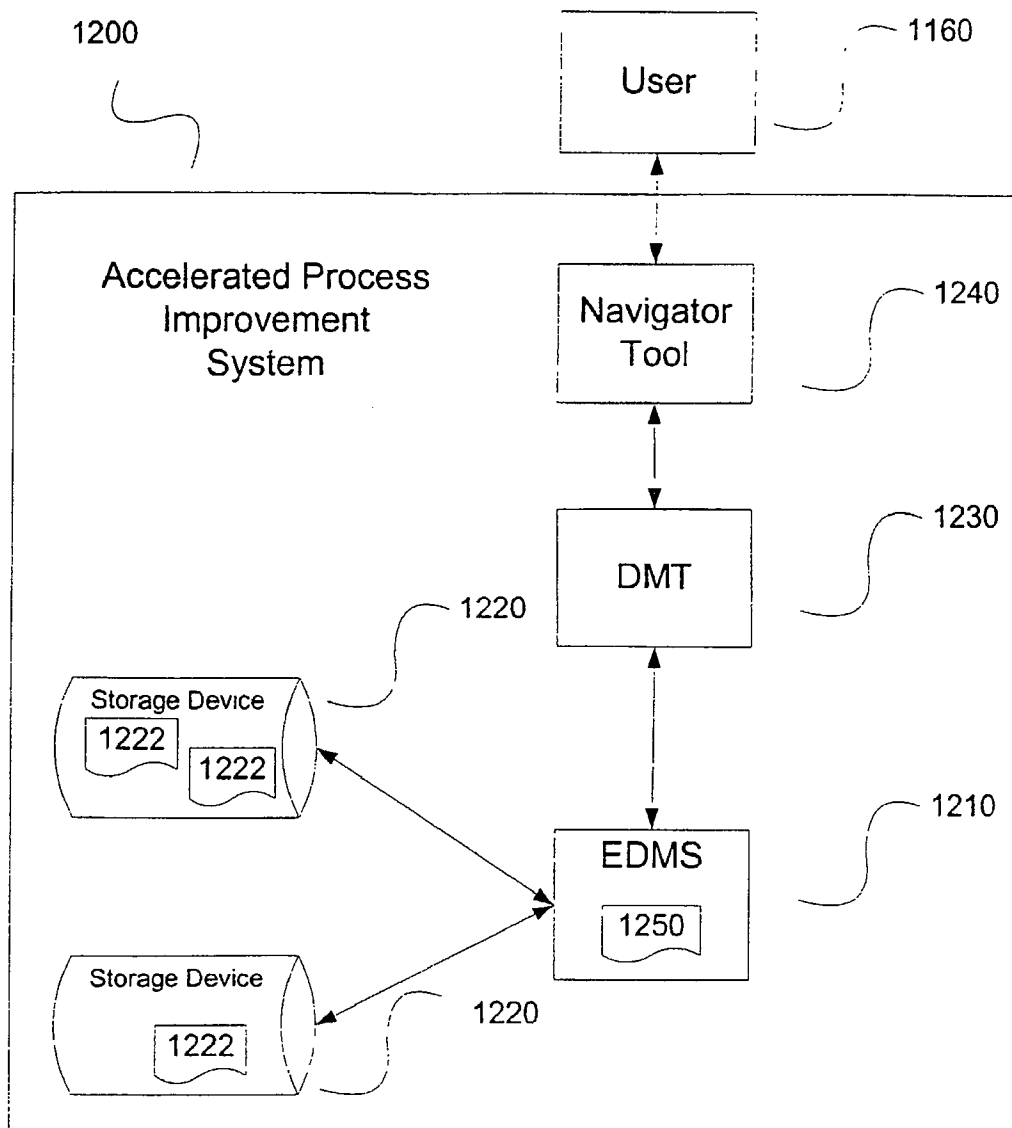 1200
1160
User
Accelerated Process
Improvement
System
Navigator
Tool
1240
DMT
1230
1220
Storage Device
1222
1222
1210
EDMS
1250
Storage Device
1222
1220